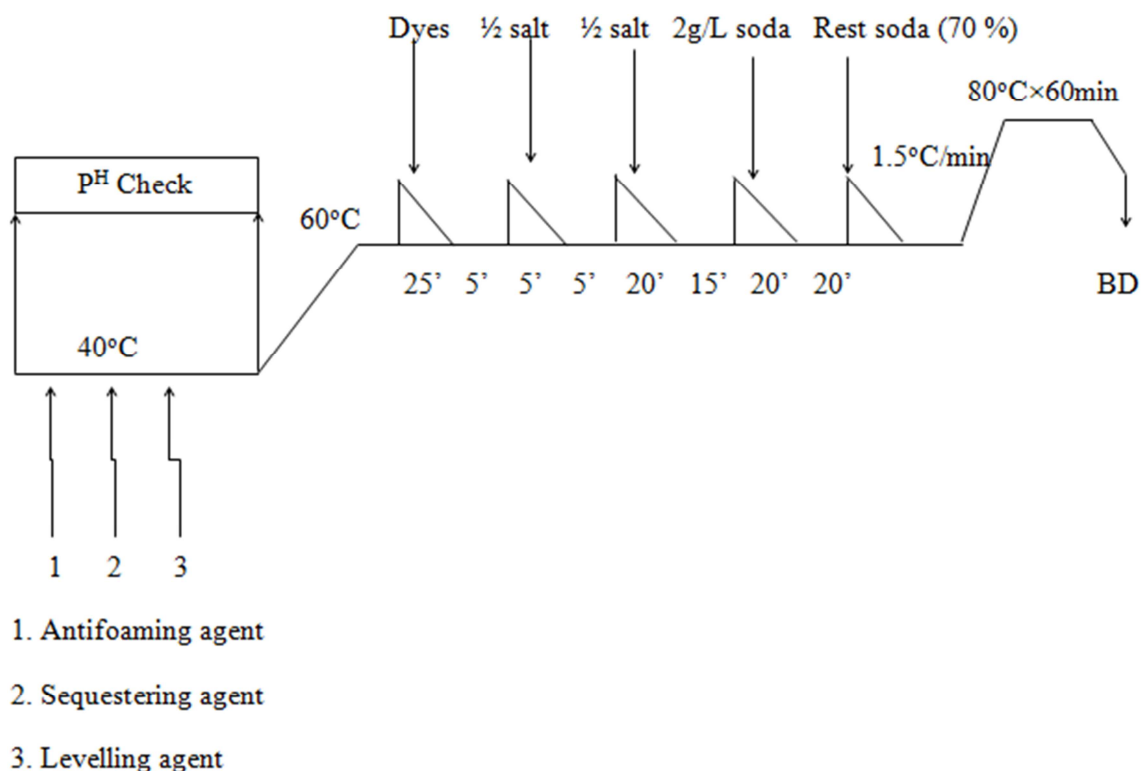 Dyes ½ salt ½ salt 2g/L soda Rest soda (70 %)
80°C×60min
1.5°C/min
Pᴴ Check
60°C
25’ 5’ 5’ 5’ 20’ 15’ 20’ 20’
BD
40°C
1 2 3
1. Antifoaming agent
2. Sequestering agent
3. Levelling agent